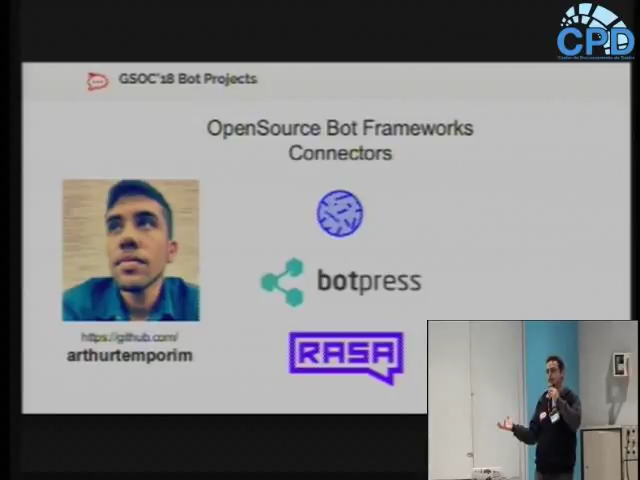 CPD
GSOC'18 Bot Projects
OpenSource Bot Frameworks
Connectors
botpress
RASA
https://github.com/
arthurtemporim